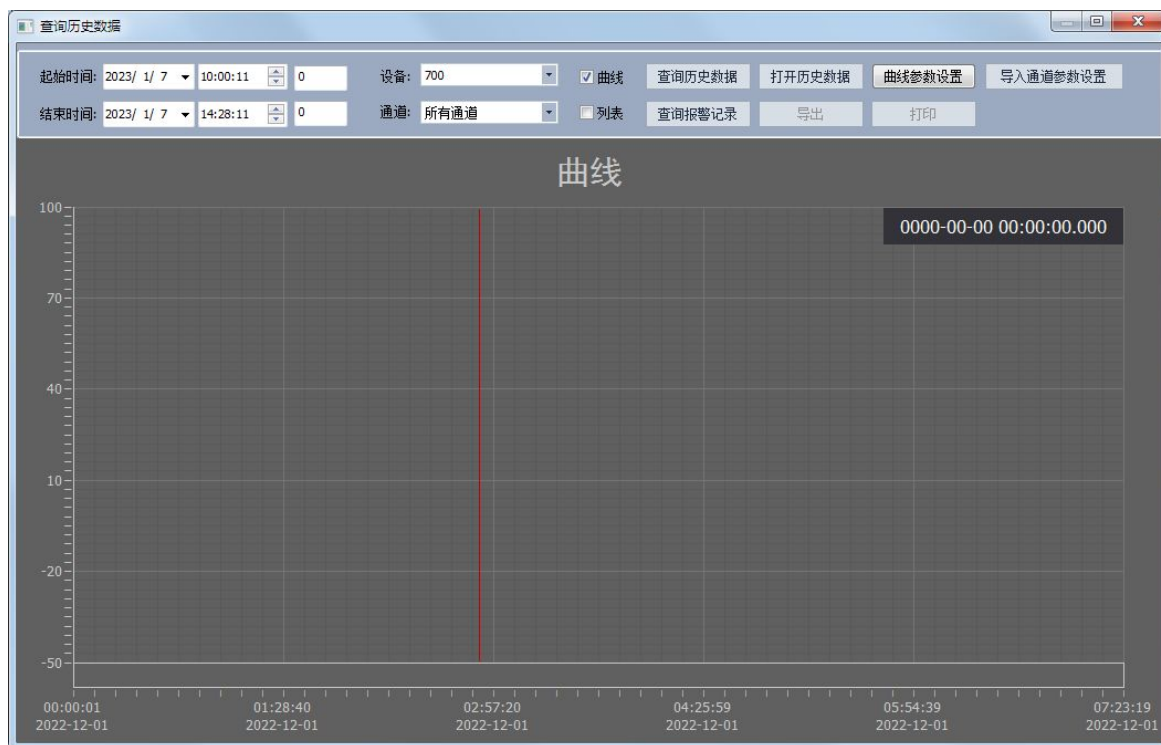 查询历史数据
起始时间: 2023/ 1/ 7 10:00:11 0 设备: 700 曲线 查询历史数据 打开历史数据 曲线参数设置 导入通道参数设置
结束时间: 2023/ 1/ 7 14:28:11 0 通道: 所有通道 列表 查询报警记录 导出 打印
曲线
0000-00-00 00:00:00.000
100
70
40
10
-20
-50
00:00:01 01:28:40 02:57:20 04:25:59 05:54:39 07:23:19
2022-12-01 2022-12-01 2022-12-01 2022-12-01 2022-12-01 2022-12-01